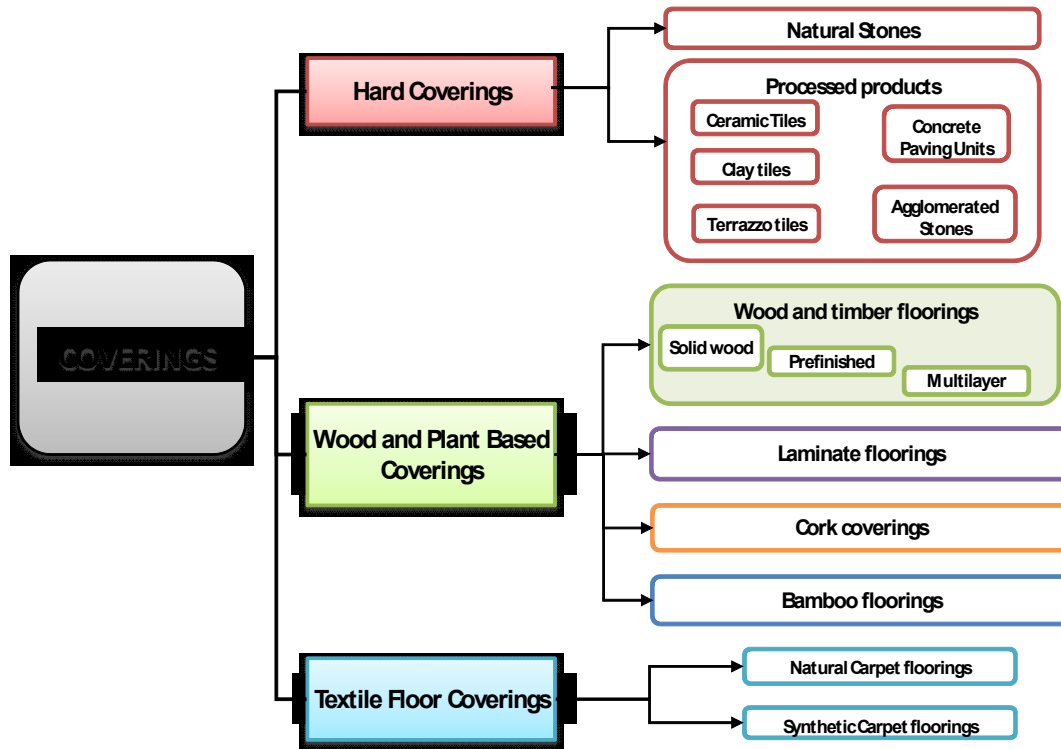 COVERINGS
Hard Coverings
Natural Stones
Processed products
Ceramic Tiles
Concrete
Paving Units
Clay tiles
Agglomerated
Stones
Terrazzo tiles
Wood and Plant Based
Coverings
Wood and timber floorings
Solid wood
Prefinished
Multilayer
Laminate floorings
Cork coverings
Bamboo floorings
Textile Floor Coverings
Natural Carpet floorings
Synthetic Carpet floorings